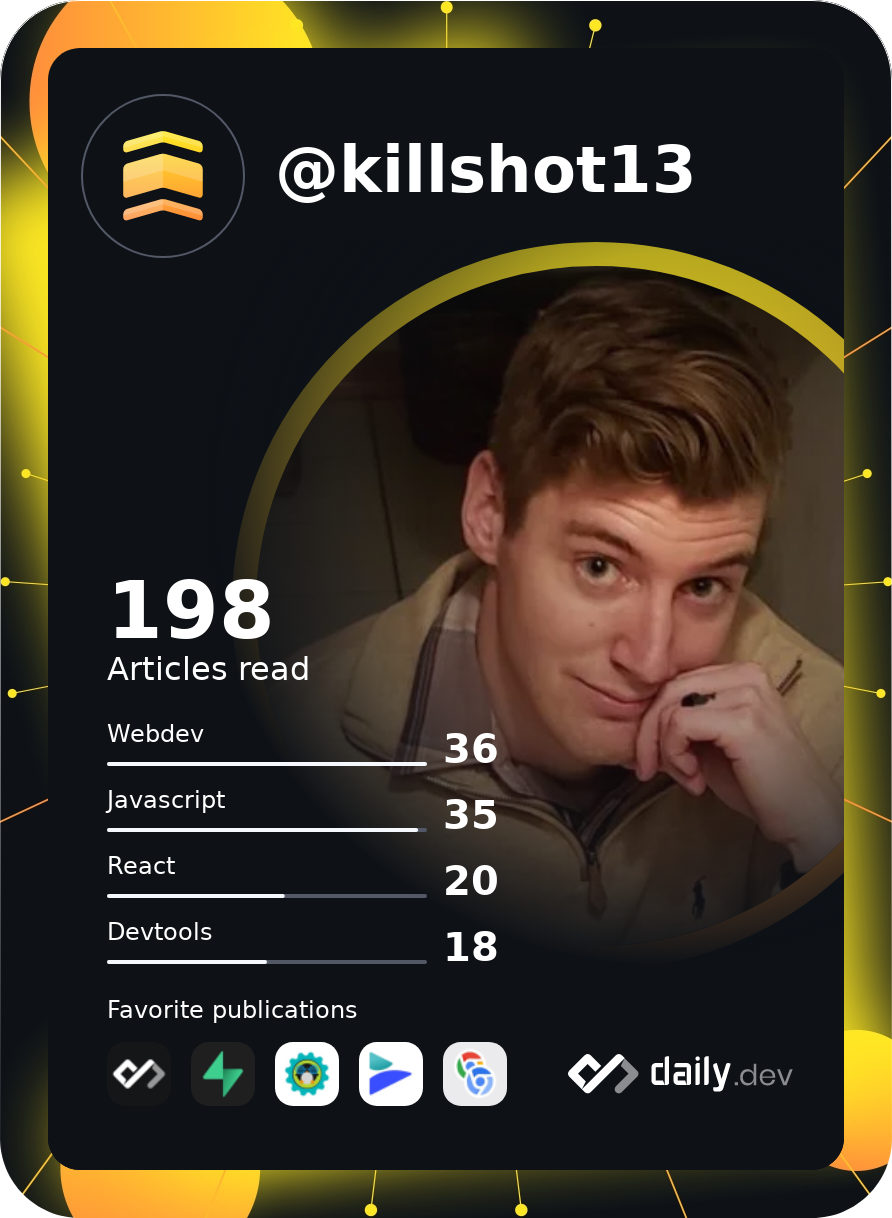 @killshot13
198
Articles read
Webdev
36
Javascript
35
React
20
Devtools
18
Favorite publications
daily.dev